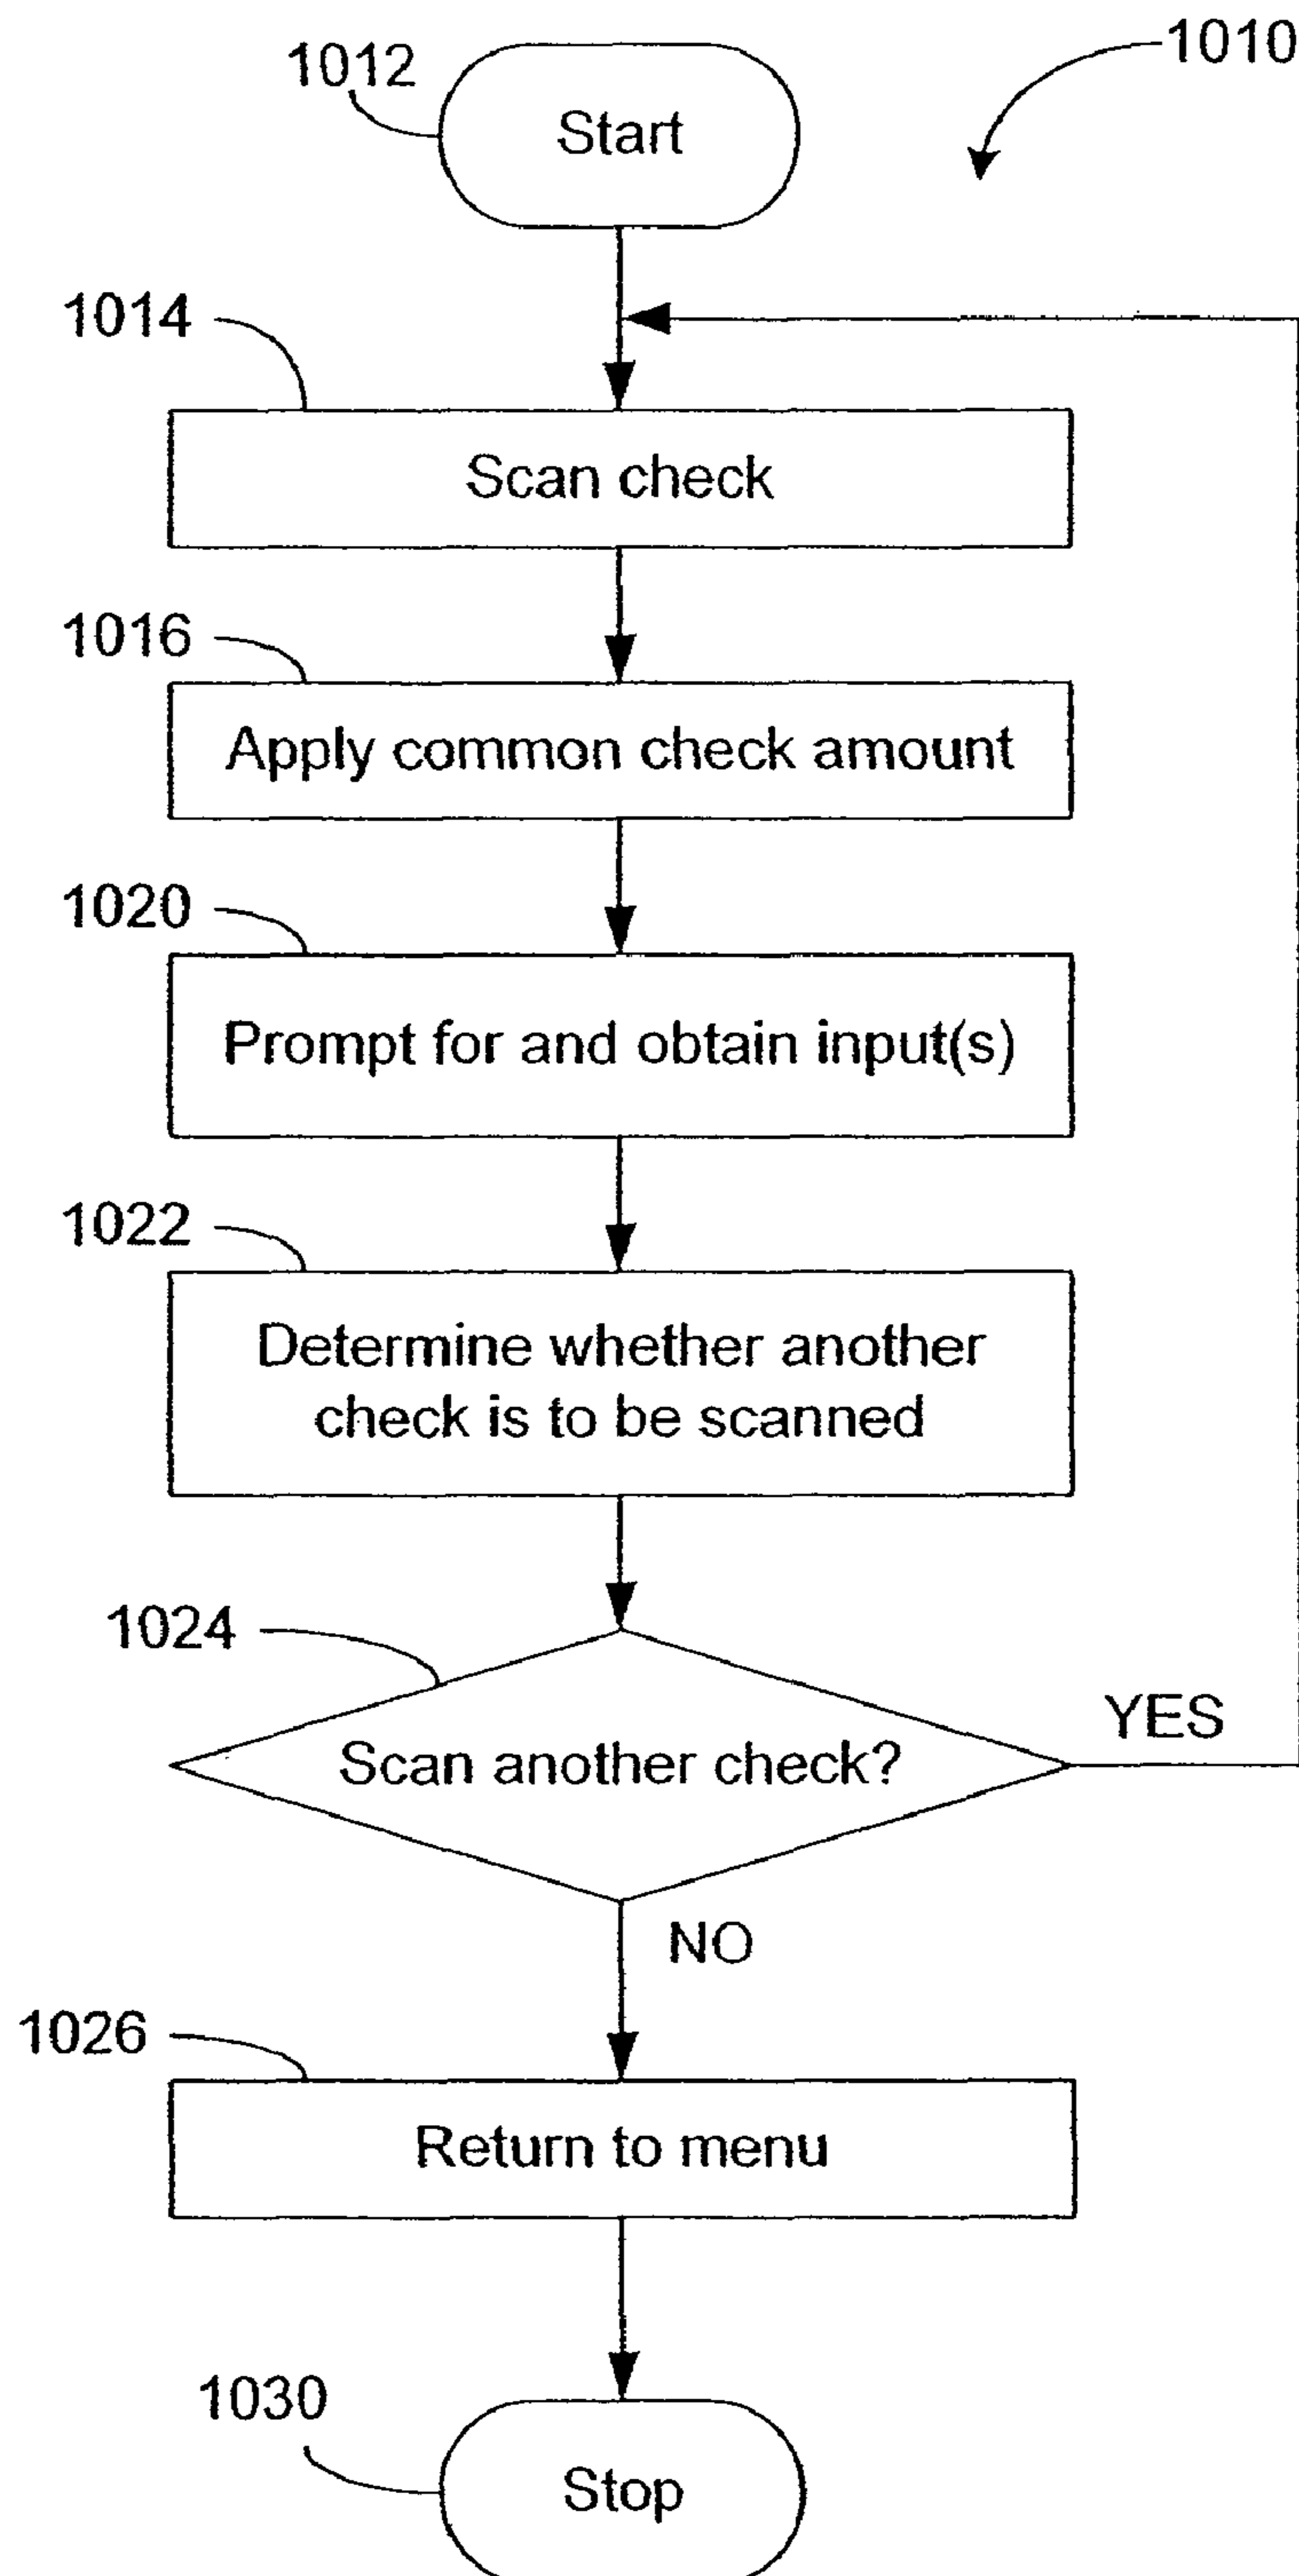 1010
1012
Start
1014
Scan check
1016
Apply common check amount
1020
Prompt for and obtain input(s)
1022
Determine whether another
check is to be scanned
1024
Scan another check?
YES
NO
1026
Return to menu
1030
Stop